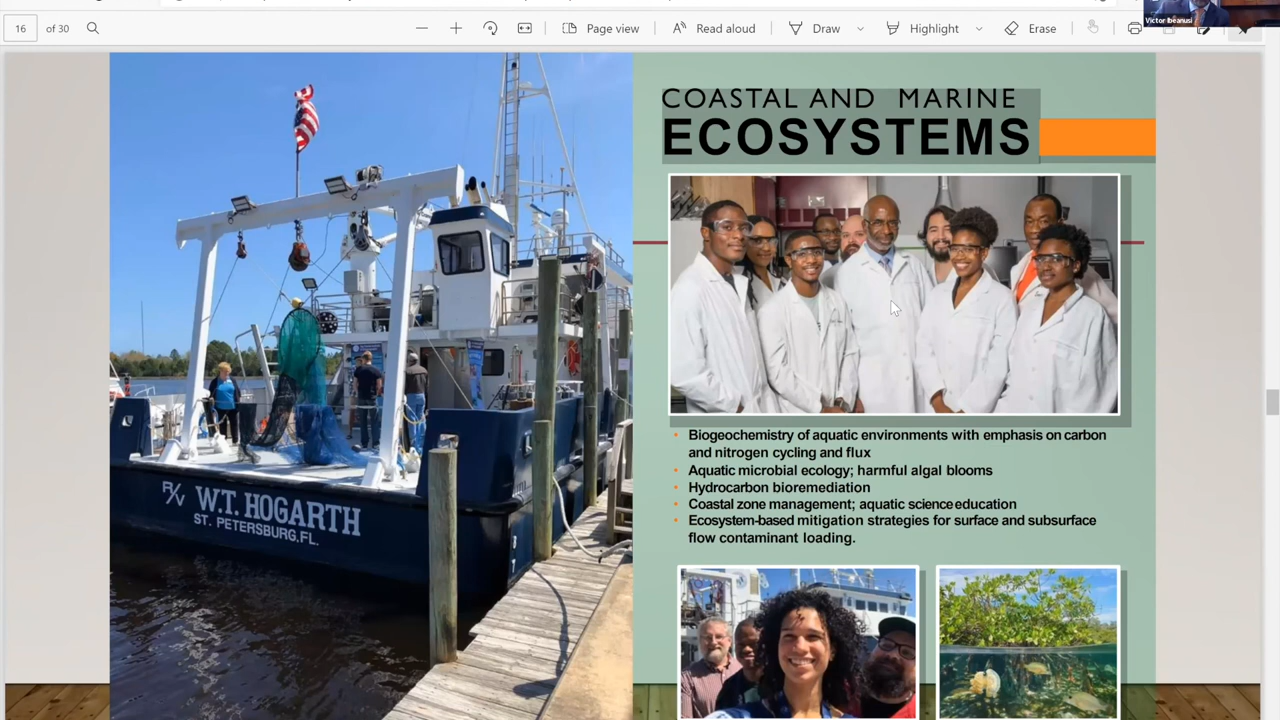 16 of 30
Page view
Read aloud
Draw
Highlight
Erase
Victor Ibeanusi
COASTAL AND MARINE
ECOSYSTEMS
R/V W.T. HOGARTH
ST. PETERSBURG, FL.
• Biogeochemistry of aquatic environments with emphasis on carbon
and nitrogen cycling and flux
• Aquatic microbial ecology; harmful algal blooms
• Hydrocarbon bioremediation
• Coastal zone management; aquatic science education
• Ecosystem-based mitigation strategies for surface and subsurface
flow contaminant loading.